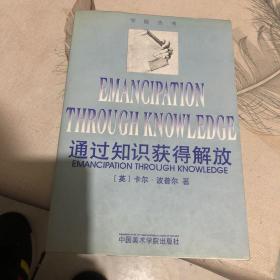 学院丛书
EMANCIPATION
THROUGH KNOWLEDGE
通过知识获得解放
EMANCIPATION THROUGH KNOWLEDGE
［英］卡尔·波普尔 著
中国美术学院出版社